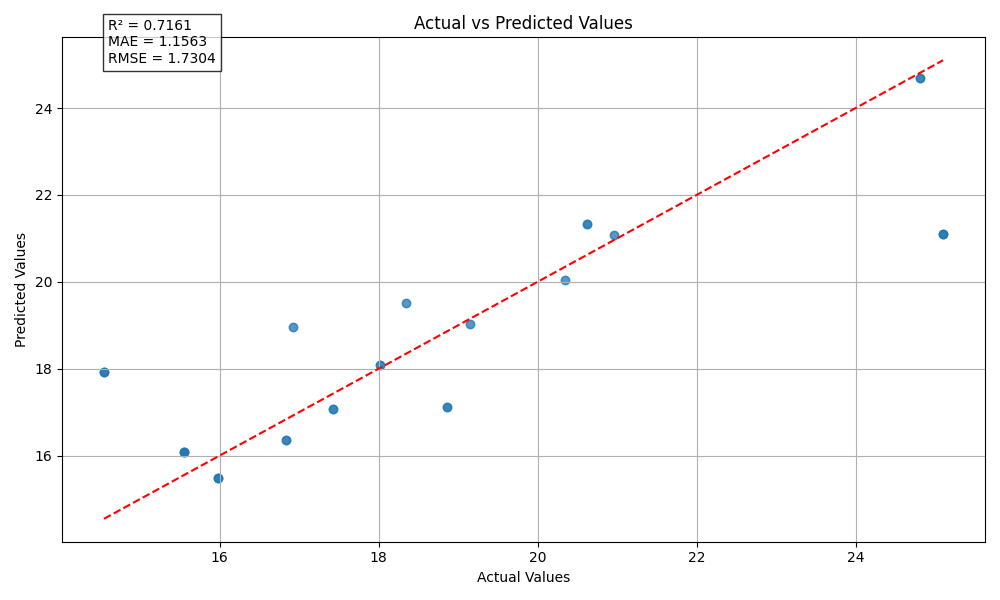 Actual vs Predicted Values
R² = 0.7161
MAE = 1.1563
RMSE = 1.7304
Predicted Values
24
22
20
18
16
16
18
20
22
24
Actual Values